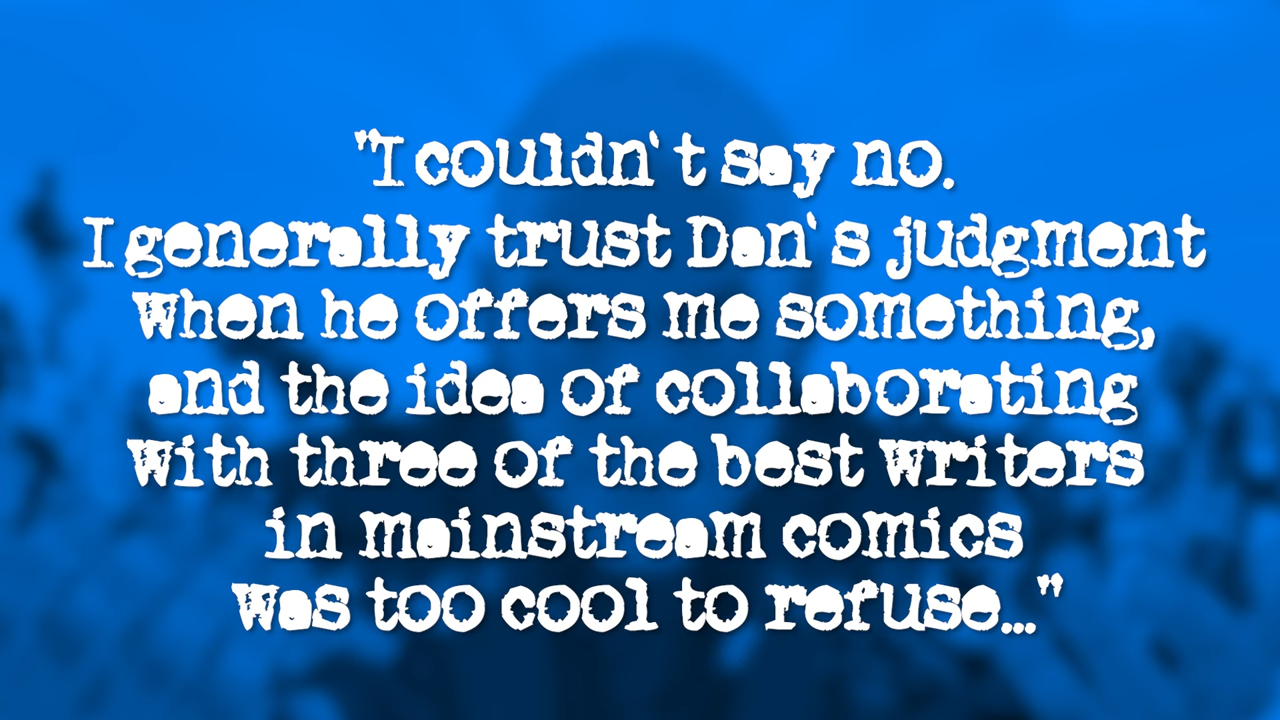 "I couldn't say no.
I generally trust Dan's judgment
when he offers me something,
and the idea of collaborating
with three of the best writers
in mainstream comics
was too cool to refuse..."